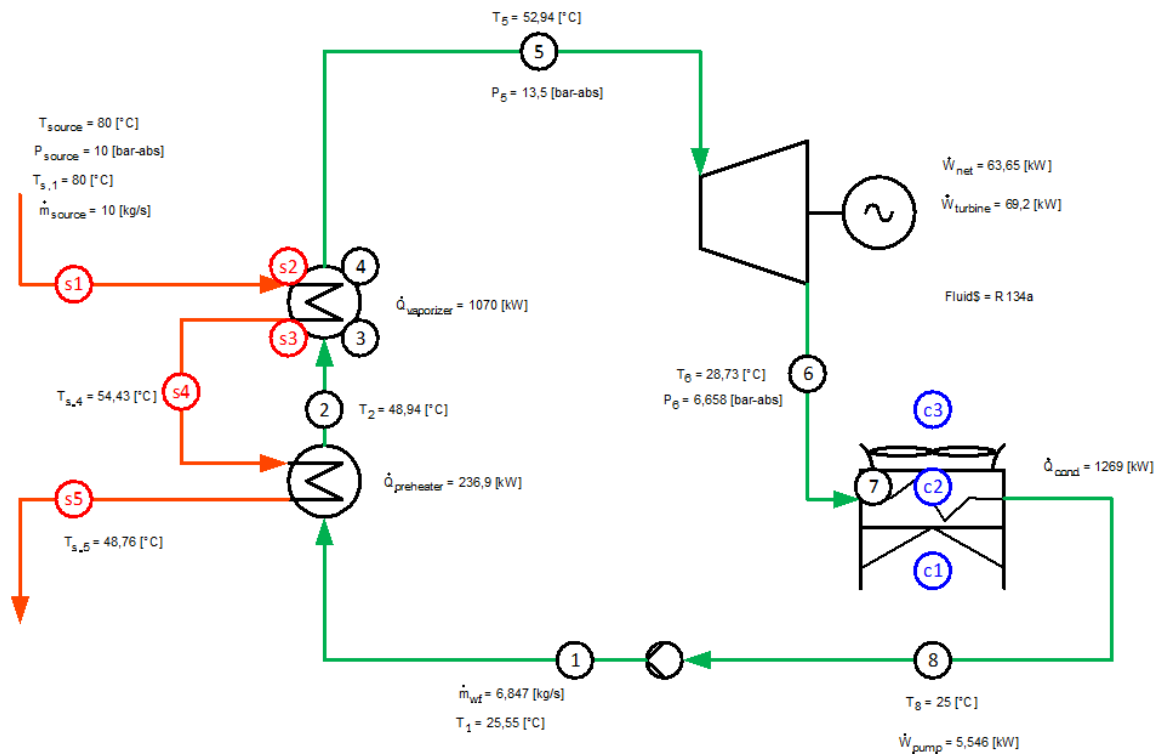 T5 = 52,94 [°C]
5
P5 = 13,5 [bar-abs]
Tsource = 80 [°C]
Psource = 10 [bar-abs]
Ts,1 = 80 [°C]
ṁsource = 10 [kg/s]
Ẇnet = 63,65 [kW]
Ẇturbine = 69,2 [kW]
s1
s2
4
Q̇vaporizer = 1070 [kW]
Fluid$ = R134a
s3
3
T6 = 28,73 [°C]
6
P6 = 6,658 [bar-abs]
Ts,4 = 54,43 [°C]
s4
2
T2 = 48,94 [°C]
c3
Q̇preheater = 236,9 [kW]
7
c2
Q̇cond = 1269 [kW]
s5
Ts,5 = 48,76 [°C]
c1
1
8
ṁwf = 6,847 [kg/s]
T1 = 25,55 [°C]
T8 = 25 [°C]
Ẇpump = 5,546 [kW]